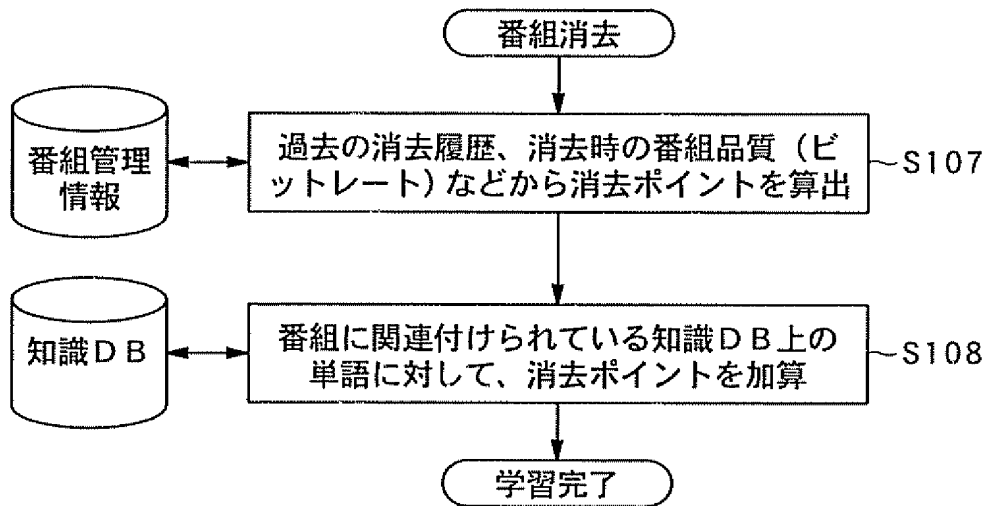 番組消去
番組管理
情報
過去の消去履歴、消去時の番組品質（ビ
ットレート）などから消去ポイントを算出
S107
知識ＤＢ
番組に関連付けられている知識ＤＢ上の
単語に対して、消去ポイントを加算
S108
学習完了